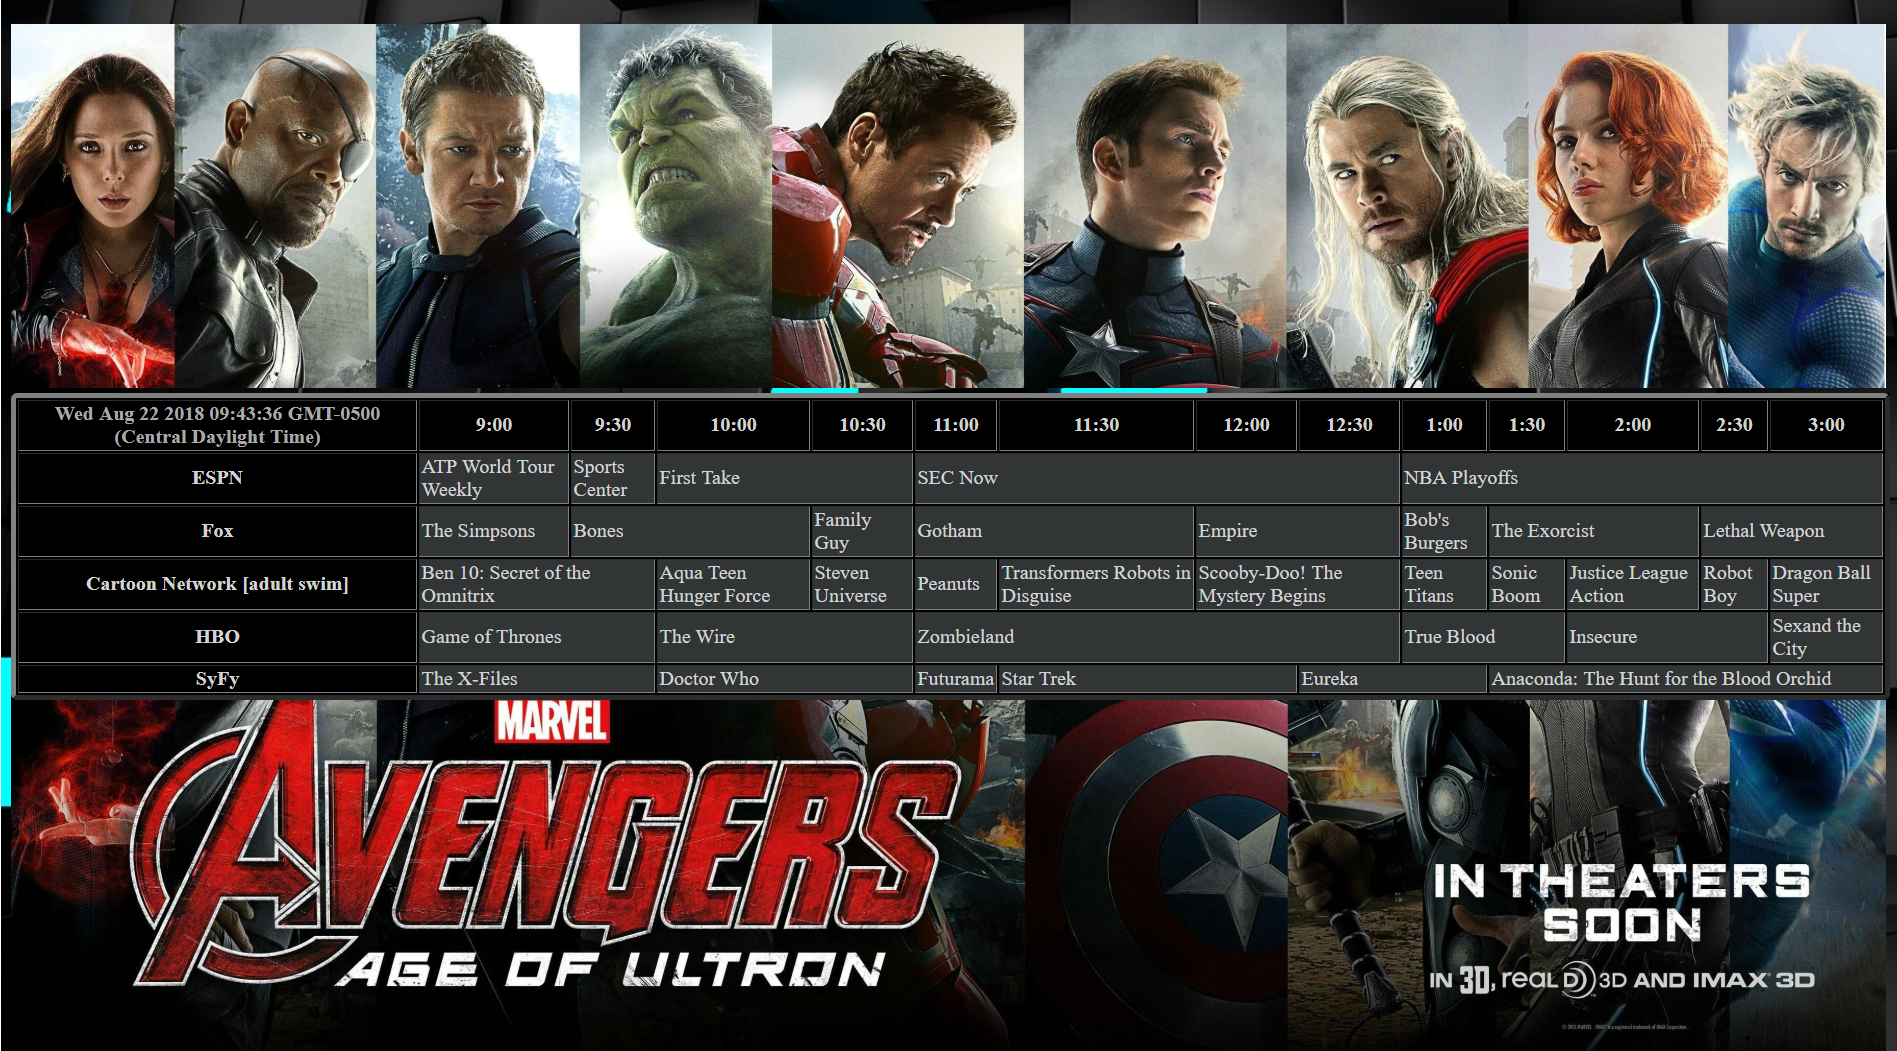 Wed Aug 22 2018 09:43:36 GMT-0500
(Central Daylight Time)
9:00 9:30 10:00 10:30 11:00 11:30 12:00 12:30 1:00 1:30 2:00 2:30 3:00
ESPN
ATP World Tour
Weekly
Sports
Center
First Take
SEC Now
NBA Playoffs
Fox
The Simpsons
Bones
Family
Guy
Gotham
Empire
Bob's
Burgers
The Exorcist
Lethal Weapon
Cartoon Network [adult swim]
Ben 10: Secret of the
Omnitrix
Aqua Teen
Hunger Force
Steven
Universe
Peanuts
Transformers Robots in
Disguise
Scooby-Doo! The
Mystery Begins
Teen
Titans
Sonic
Boom
Justice League
Action
Robot
Boy
Dragon Ball
Super
HBO
Game of Thrones
The Wire
Zombieland
True Blood
Insecure
Sexand the
City
SyFy
The X-Files
Doctor Who
Futurama
Star Trek
Eureka
Anaconda: The Hunt for the Blood Orchid
MARVEL
AVENGERS
AGE OF ULTRON
IN THEATERS
SOON
IN 3D, REAL D 3D AND IMAX 3D